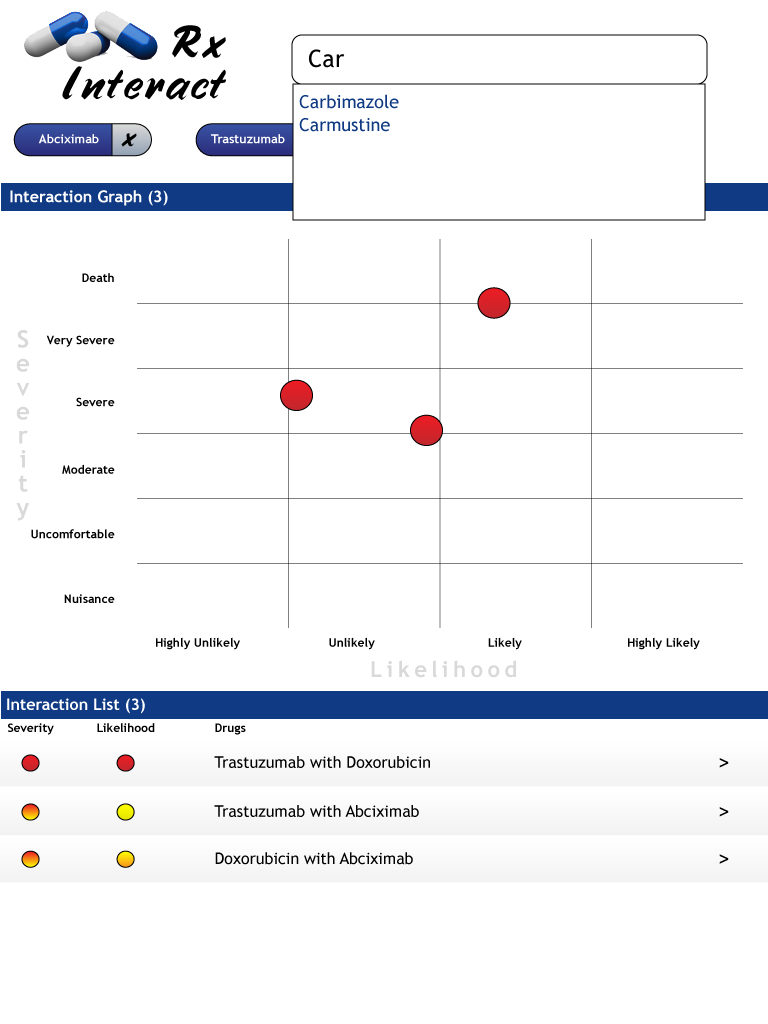 Rx
Interact
Car
Carbimazole
Carmustine
Abciximab X
Trastuzumab
Interaction Graph (3)
Death
Very Severe
Severe
Moderate
Uncomfortable
Nuisance
Severity
Highly Unlikely Unlikely Likely Highly Likely
Likelihood
Interaction List (3)
Severity Likelihood Drugs
Trastuzumab with Doxorubicin >
Trastuzumab with Abciximab >
Doxorubicin with Abciximab >